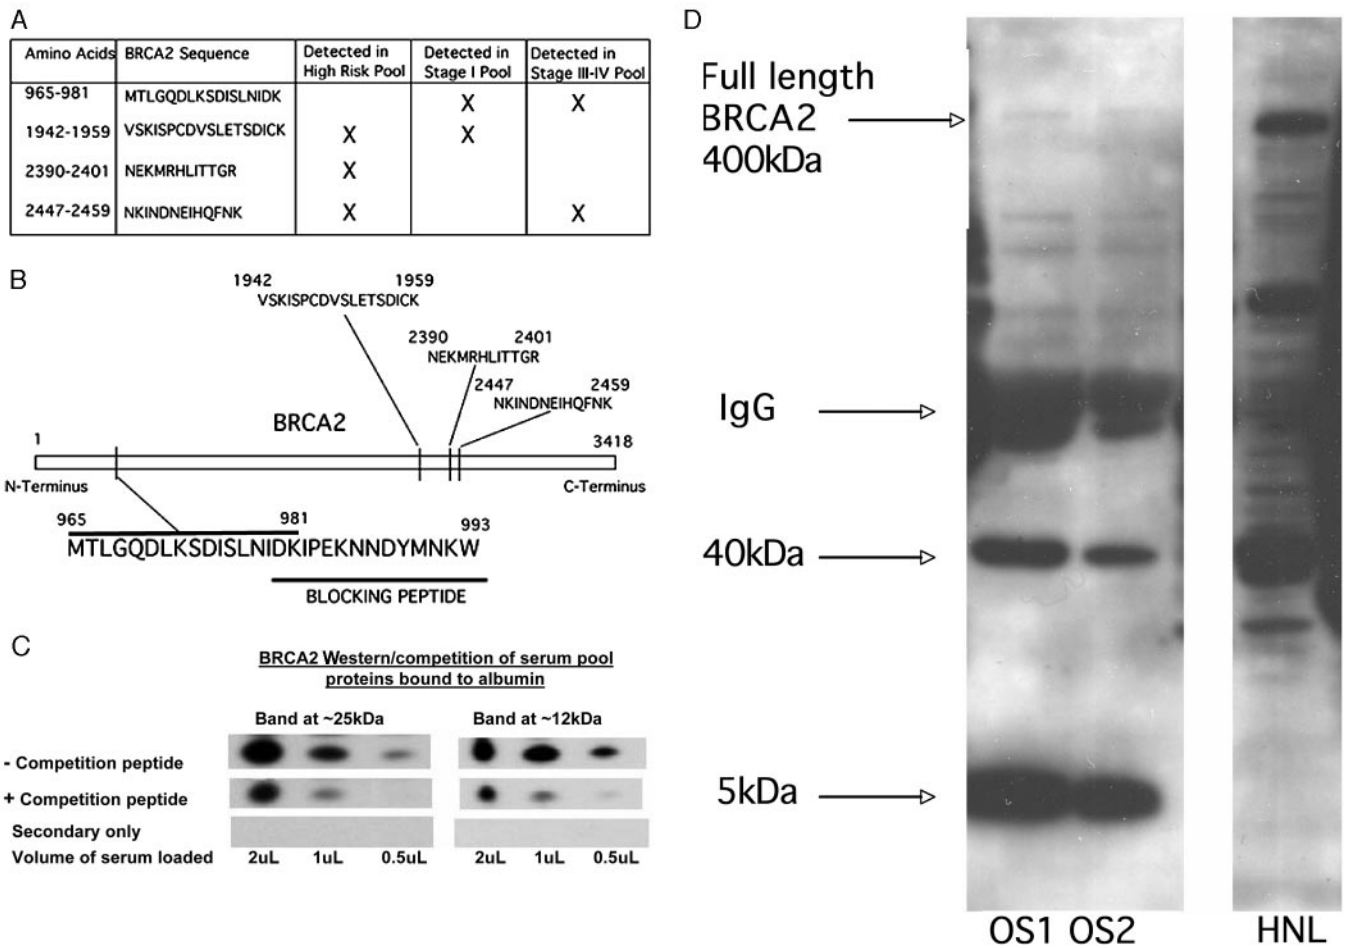 A
Amino Acids BRCA2 Sequence Detected in High Risk Pool Detected in Stage I Pool Detected in Stage III-IV Pool
965-981 MTLGQDLKSDISLNIDK X X
1942-1959 VSKISPCDVSLETSDICK X X
2390-2401 NEKMRHLITTGR X
2447-2459 NKINDNEIHQFNK X X
B
1942 1959
VSKISPCDVSLETSDICK
2390 2401
NEKMRHLITTGR
2447 2459
NKINDNEIHQFNK
BRCA2
1 3418
N-Terminus C-Terminus
965 981 993
MTLGQDLKSDISLNIDKIPEKNNDYMNKW
BLOCKING PEPTIDE
C
BRCA2 Western/competition of serum pool
proteins bound to albumin
Band at ~25kDa Band at ~12kDa
- Competition peptide
+ Competition peptide
Secondary only
Volume of serum loaded 2uL 1uL 0.5uL 2uL 1uL 0.5uL
D
Full length
BRCA2
400kDa
IgG
40kDa
5kDa
OS1 OS2 HNL